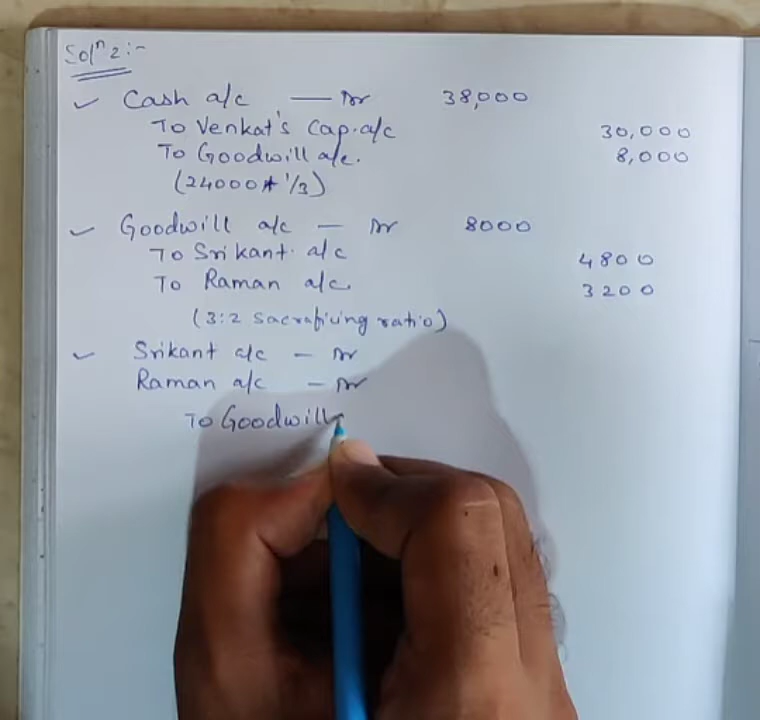 Solⁿ 2:-
✓ Cash a/c — Dr 38,000
To Venkat's Cap. a/c 30,000
To Goodwill a/c. 8,000
(24000 * 1/3)
✓ Goodwill a/c — Dr 8000
To Srikant. a/c 4800
To Raman a/c. 3200
(3:2 Sacrafiving ratio)
✓ Srikant a/c — Dr
Raman a/c — Dr
To Goodwill